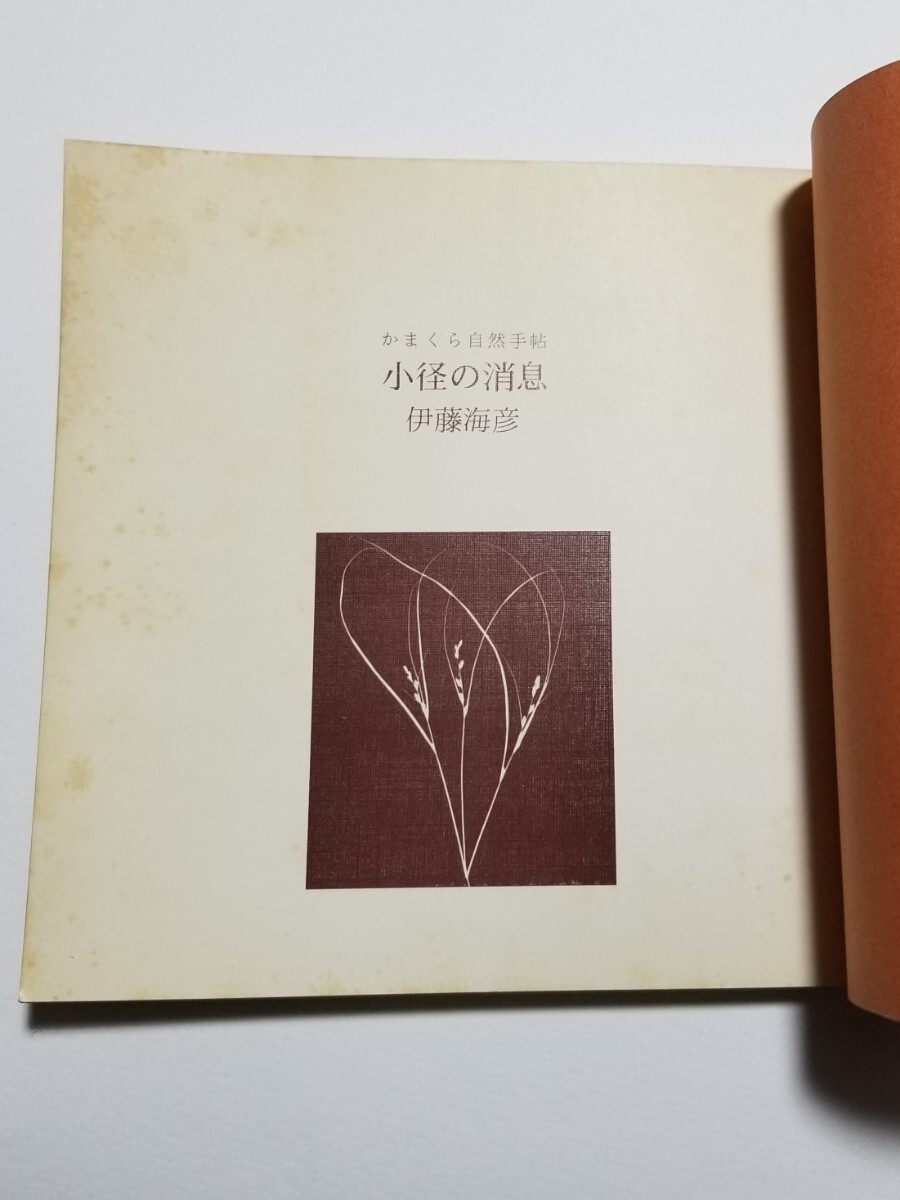 かまくら自然手帖
小径の消息
伊藤海彦